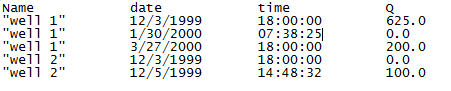 Name date time Q
"well 1" 12/3/1999 18:00:00 625.0
"well 1" 1/30/2000 07:38:25 0.0
"well 1" 3/27/2000 18:00:00 200.0
"well 2" 12/3/1999 18:00:00 0.0
"well 2" 12/5/1999 14:48:32 100.0